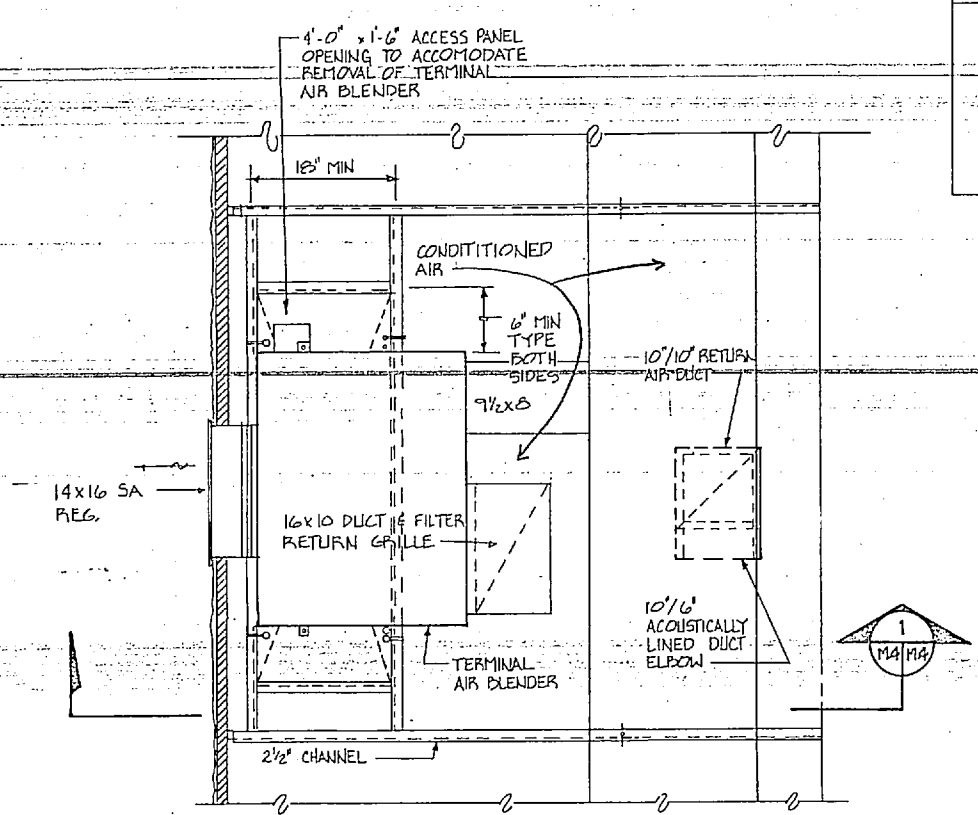 4'-0" x 1'-6" ACCESS PANEL
OPENING TO ACCOMODATE
REMOVAL OF TERMINAL
AIR BLENDER
18" MIN
CONDITITIONED
AIR
6" MIN
TYPE
BOTH
SIDES
10"/10" RETURN
AIR DUCT
9½x8
14x16 SA
REG.
16x10 DUCT & FILTER
RETURN GRILLE
10"/6"
ACOUSTICALLY
LINED DUCT
ELBOW
1
M4 M4
TERMINAL
AIR BLENDER
2½" CHANNEL